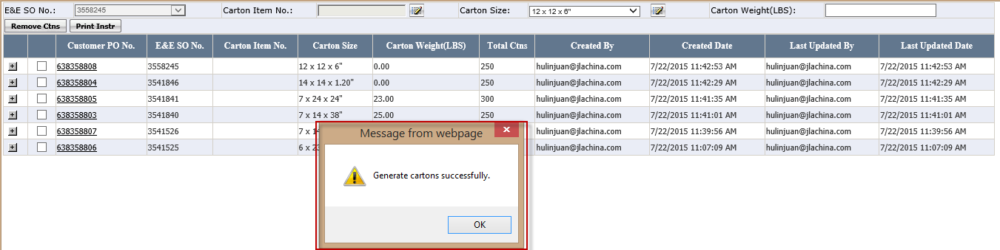 E&E SO No.: 3558245 Carton Item No.: Carton Size: 12 x 12 x 6" Carton Weight(LBS):
Remove Ctns Print Instr
Customer PO No. E&E SO No. Carton Item No. Carton Size Carton Weight(LBS) Total Ctns Created By Created Date Last Updated By Last Updated Date
638358808 3558245 12 x 12 x 6" 0.00 250 hulinjuan@jlachina.com 7/22/2015 11:42:53 AM hulinjuan@jlachina.com 7/22/2015 11:42:53 AM
638358804 3541846 14 x 14 x 1.20" 0.00 250 hulinjuan@jlachina.com 7/22/2015 11:42:29 AM hulinjuan@jlachina.com 7/22/2015 11:42:29 AM
638358805 3541841 7 x 24 x 24" 23.00 300 hulinjuan@jlachina.com 7/22/2015 11:41:35 AM hulinjuan@jlachina.com 7/22/2015 11:41:35 AM
638358803 3541840 7 x 14 x 38" 25.00 250 hulinjuan@jlachina.com 7/22/2015 11:41:01 AM hulinjuan@jlachina.com 7/22/2015 11:41:01 AM
638358807 3541526 7 x 14 hulinjuan@jlachina.com 7/22/2015 11:39:56 AM hulinjuan@jlachina.com 7/22/2015 11:39:56 AM
638358806 3541525 6 x 23 hulinjuan@jlachina.com 7/22/2015 11:07:09 AM hulinjuan@jlachina.com 7/22/2015 11:07:09 AM
Message from webpage
Generate cartons successfully.
OK